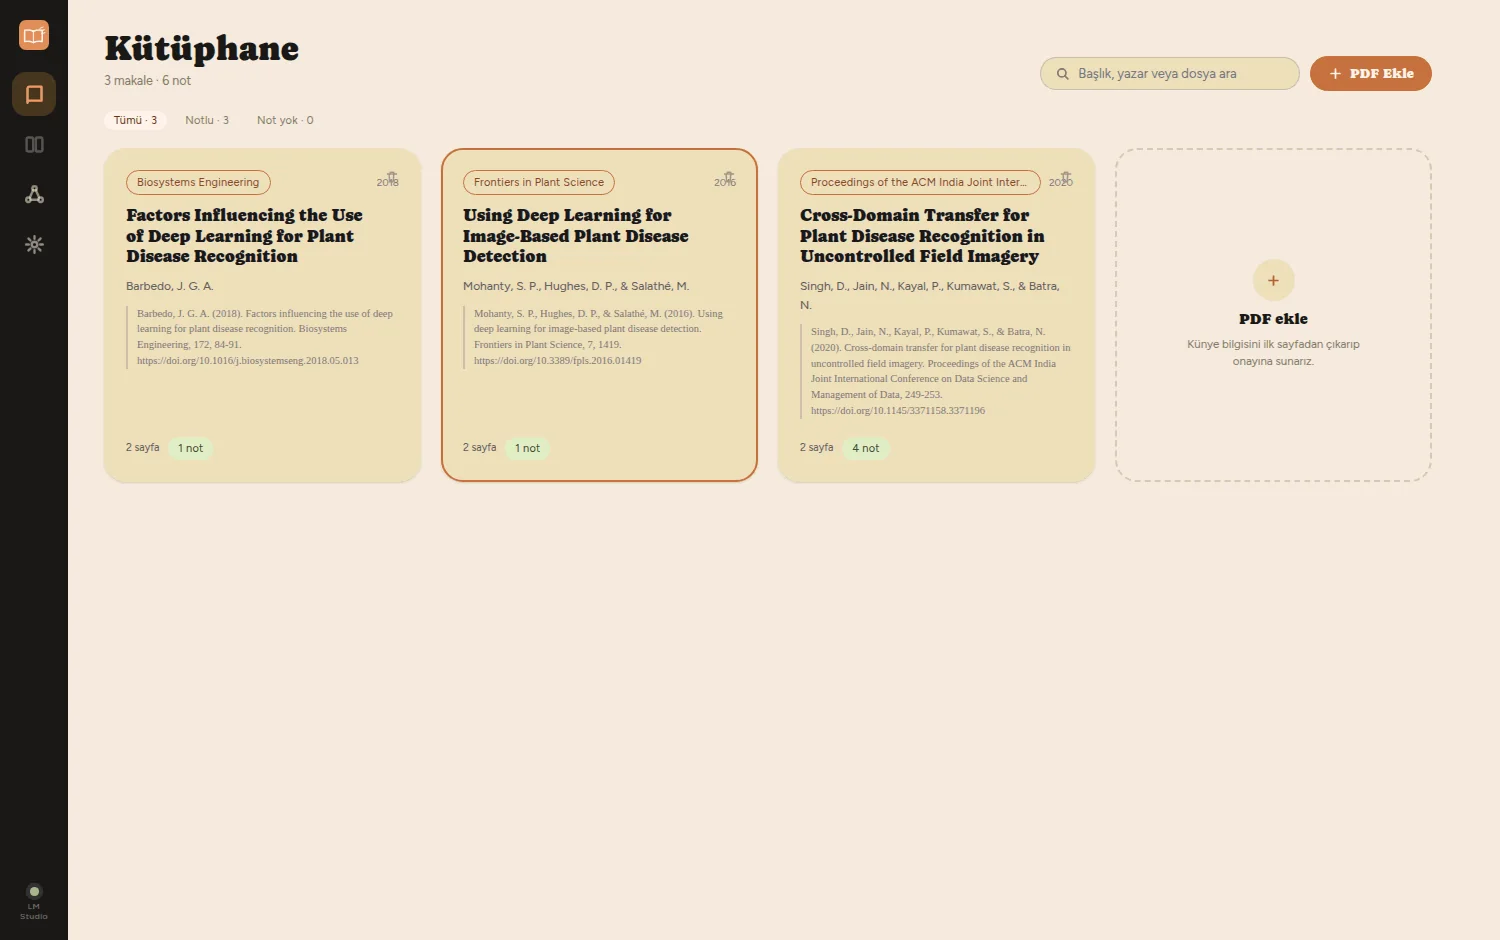 Kütüphane
3 makale · 6 not
Başlık, yazar veya dosya ara
PDF Ekle
Tümü · 3
Notlu · 3
Not yok · 0
Biosystems Engineering
2018
Factors Influencing the Use
of Deep Learning for Plant
Disease Recognition
Barbedo, J. G. A.
Barbedo, J. G. A. (2018). Factors influencing the use of deep
learning for plant disease recognition. Biosystems
Engineering, 172, 84-91.
https://doi.org/10.1016/j.biosystemseng.2018.05.013
2 sayfa
1 not
Frontiers in Plant Science
2016
Using Deep Learning for
Image-Based Plant Disease
Detection
Mohanty, S. P., Hughes, D. P., & Salathé, M.
Mohanty, S. P., Hughes, D. P., & Salathé, M. (2016). Using
deep learning for image-based plant disease detection.
Frontiers in Plant Science, 7, 1419.
https://doi.org/10.3389/fpls.2016.01419
2 sayfa
1 not
Proceedings of the ACM India Joint Inter...
2020
Cross-Domain Transfer for
Plant Disease Recognition in
Uncontrolled Field Imagery
Singh, D., Jain, N., Kayal, P., Kumawat, S., & Batra,
N.
Singh, D., Jain, N., Kayal, P., Kumawat, S., & Batra, N.
(2020). Cross-domain transfer for plant disease recognition in
uncontrolled field imagery. Proceedings of the ACM India
Joint International Conference on Data Science and
Management of Data, 249-253.
https://doi.org/10.1145/3371158.3371196
2 sayfa
4 not
PDF ekle
Künye bilgisini ilk sayfadan çıkarıp
onayına sunarız.
LM
Studio